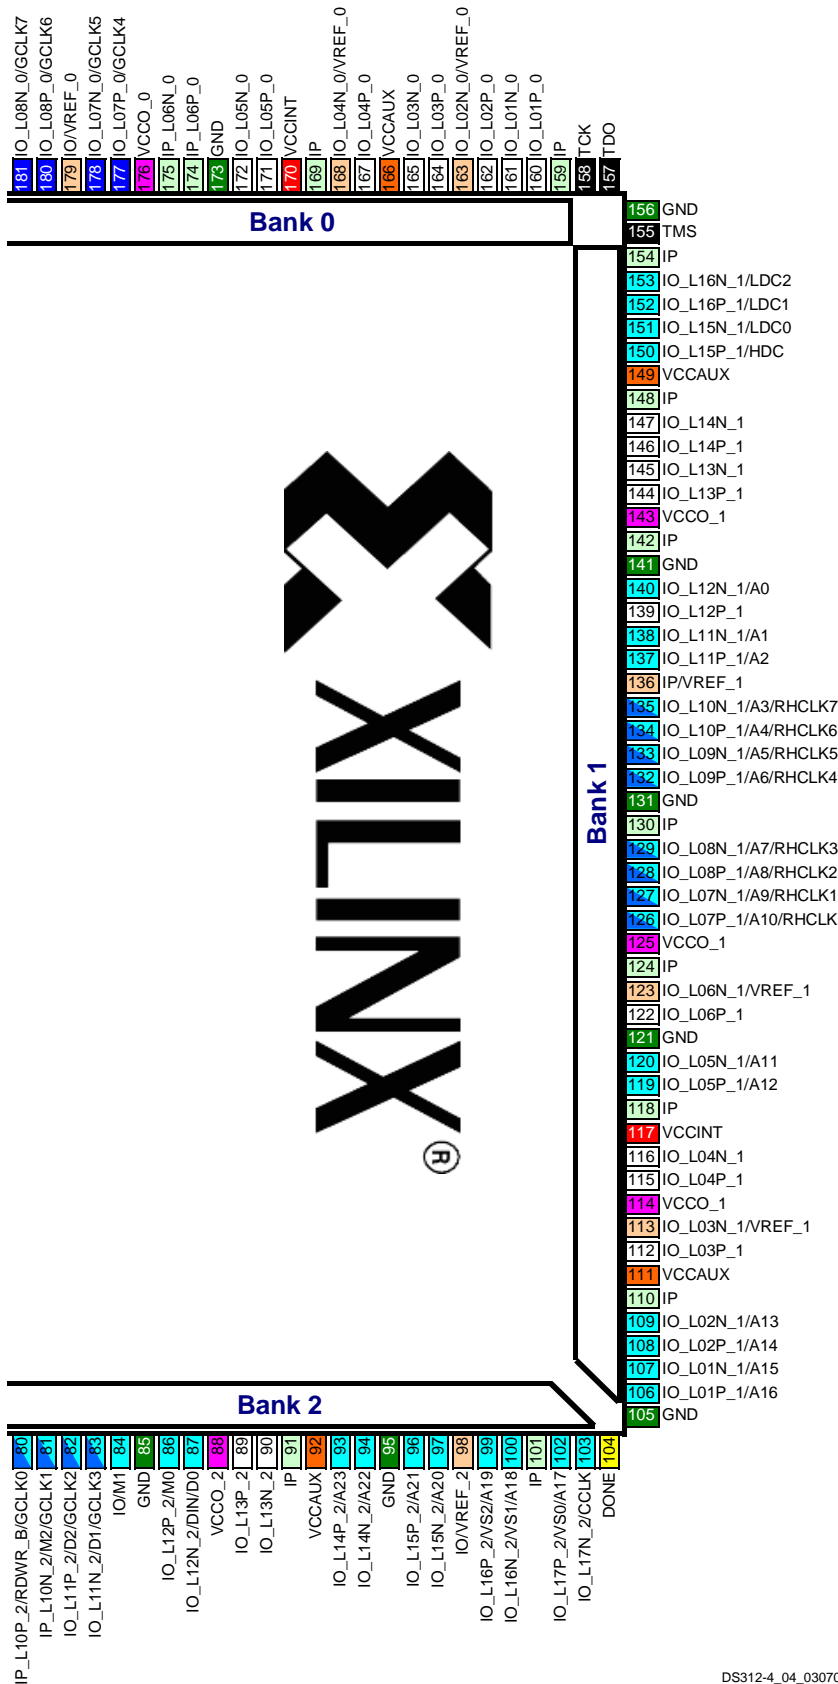 181 IO_L08N_0/GCLK7
180 IO_L08P_0/GCLK6
179 IO/VREF_0
178 IO_L07N_0/GCLK5
177 IO_L07P_0/GCLK4
176 VCCO_0
175 IP_L06N_0
174 IP_L06P_0
173 GND
172 IO_L05N_0
171 IO_L05P_0
170 VCCINT
169 IP
168 IO_L04N_0/VREF_0
167 IO_L04P_0
166 VCCAUX
165 IO_L03N_0
164 IO_L03P_0
163 IO_L02N_0/VREF_0
162 IO_L02P_0
161 IO_L01N_0
160 IO_L01P_0
159 IP
158 TCK
157 TDO
Bank 0
156 GND
155 TMS
154 IP
153 IO_L16N_1/LDC2
152 IO_L16P_1/LDC1
151 IO_L15N_1/LDC0
150 IO_L15P_1/HDC
149 VCCAUX
148 IP
147 IO_L14N_1
146 IO_L14P_1
145 IO_L13N_1
144 IO_L13P_1
143 VCCO_1
142 IP
141 GND
140 IO_L12N_1/A0
139 IO_L12P_1
138 IO_L11N_1/A1
137 IO_L11P_1/A2
136 IP/VREF_1
135 IO_L10N_1/A3/RHCLK7
134 IO_L10P_1/A4/RHCLK6
133 IO_L09N_1/A5/RHCLK5
132 IO_L09P_1/A6/RHCLK4
131 GND
130 IP
129 IO_L08N_1/A7/RHCLK3
128 IO_L08P_1/A8/RHCLK2
127 IO_L07N_1/A9/RHCLK1
126 IO_L07P_1/A10/RHCLK
125 VCCO_1
124 IP
123 IO_L06N_1/VREF_1
122 IO_L06P_1
121 GND
120 IO_L05N_1/A11
119 IO_L05P_1/A12
118 IP
117 VCCINT
116 IO_L04N_1
115 IO_L04P_1
114 VCCO_1
113 IO_L03N_1/VREF_1
112 IO_L03P_1
111 VCCAUX
110 IP
109 IO_L02N_1/A13
108 IO_L02P_1/A14
107 IO_L01N_1/A15
106 IO_L01P_1/A16
105 GND
Bank 1
XILINX®
Bank 2
IP_L10P_2/RDWR_B/GCLK0 80
IP_L10N_2/M2/GCLK1 81
IO_L11P_2/D2/GCLK2 82
IO_L11N_2/D1/GCLK3 83
IO/M1 84
GND 85
IO_L12P_2/M0 86
IO_L12N_2/DIN/D0 87
VCCO_2 88
IO_L13P_2 89
IO_L13N_2 90
IP 91
VCCAUX 92
IO_L14P_2/A23 93
IO_L14N_2/A22 94
GND 95
IO_L15P_2/A21 96
IO_L15N_2/A20 97
IO/VREF_2 98
IO_L16P_2/VS2/A19 99
IO_L16N_2/VS1/A18 100
IP 101
IO_L17P_2/VS0/A17 102
IO_L17N_2/CCLK 103
DONE 104
DS312-4_04_03070